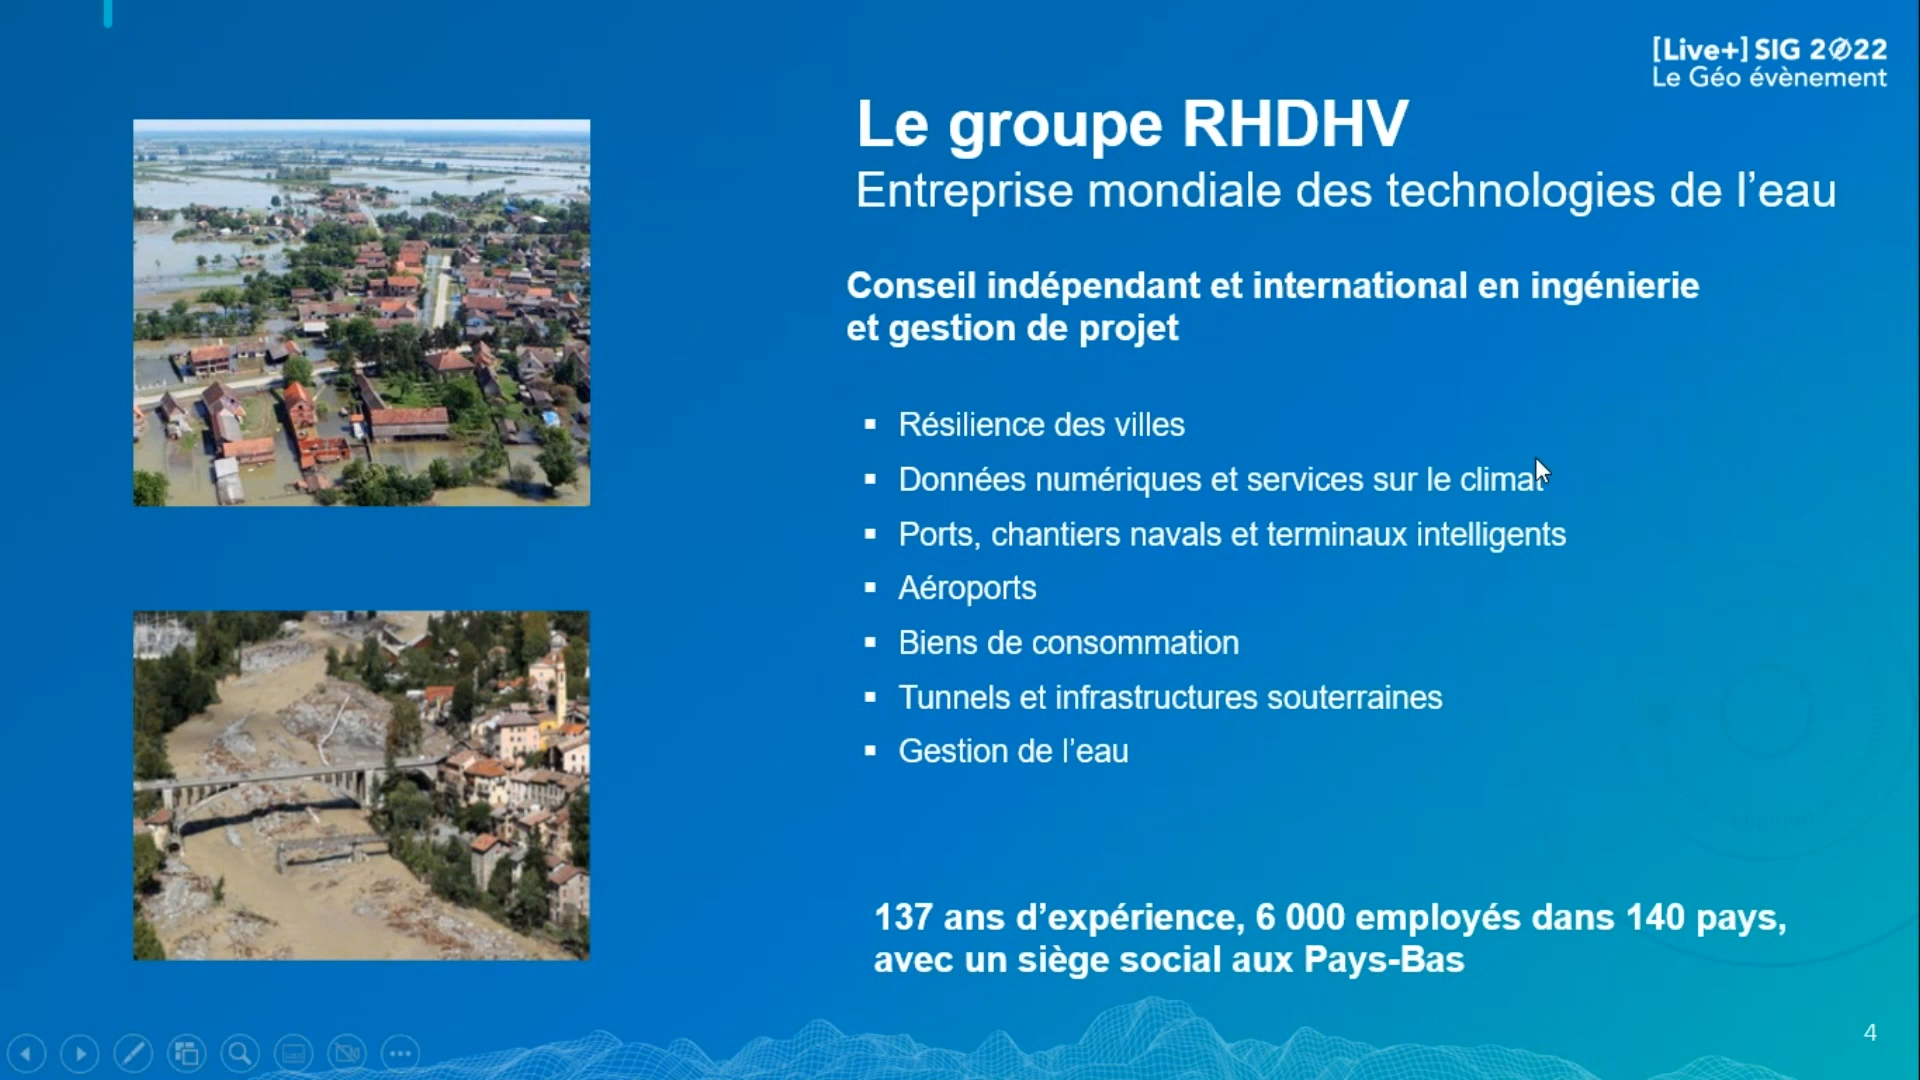 [Live+] SIG 2022
Le Géo évènement
Le groupe RHDHV
Entreprise mondiale des technologies de l’eau
Conseil indépendant et international en ingénierie
et gestion de projet
▪ Résilience des villes
▪ Données numériques et services sur le climat
▪ Ports, chantiers navals et terminaux intelligents
▪ Aéroports
▪ Biens de consommation
▪ Tunnels et infrastructures souterraines
▪ Gestion de l’eau
137 ans d’expérience, 6 000 employés dans 140 pays,
avec un siège social aux Pays-Bas
4